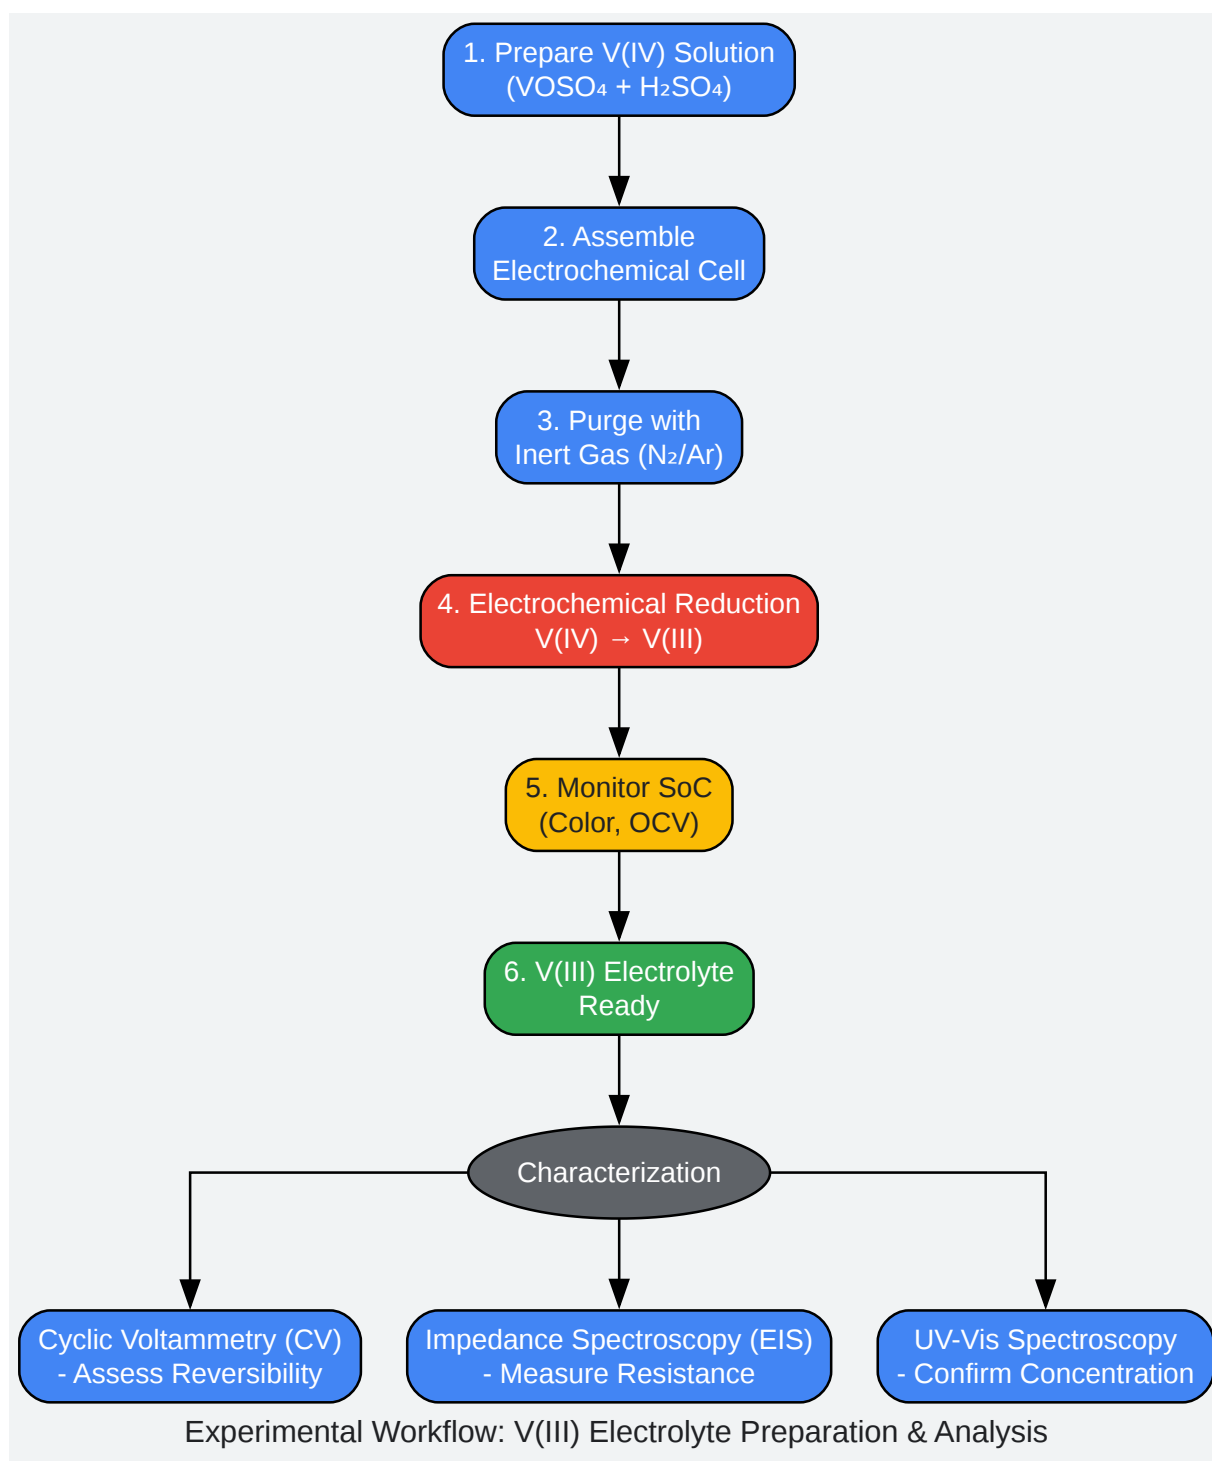 1. Prepare V(IV) Solution
(VOSO₄ + H₂SO₄)
2. Assemble
Electrochemical Cell
3. Purge with
Inert Gas (N₂/Ar)
4. Electrochemical Reduction
V(IV) → V(III)
5. Monitor SoC
(Color, OCV)
6. V(III) Electrolyte
Ready
Characterization
Cyclic Voltammetry (CV)
- Assess Reversibility
Impedance Spectroscopy (EIS)
- Measure Resistance
UV-Vis Spectroscopy
- Confirm Concentration
Experimental Workflow: V(III) Electrolyte Preparation & Analysis